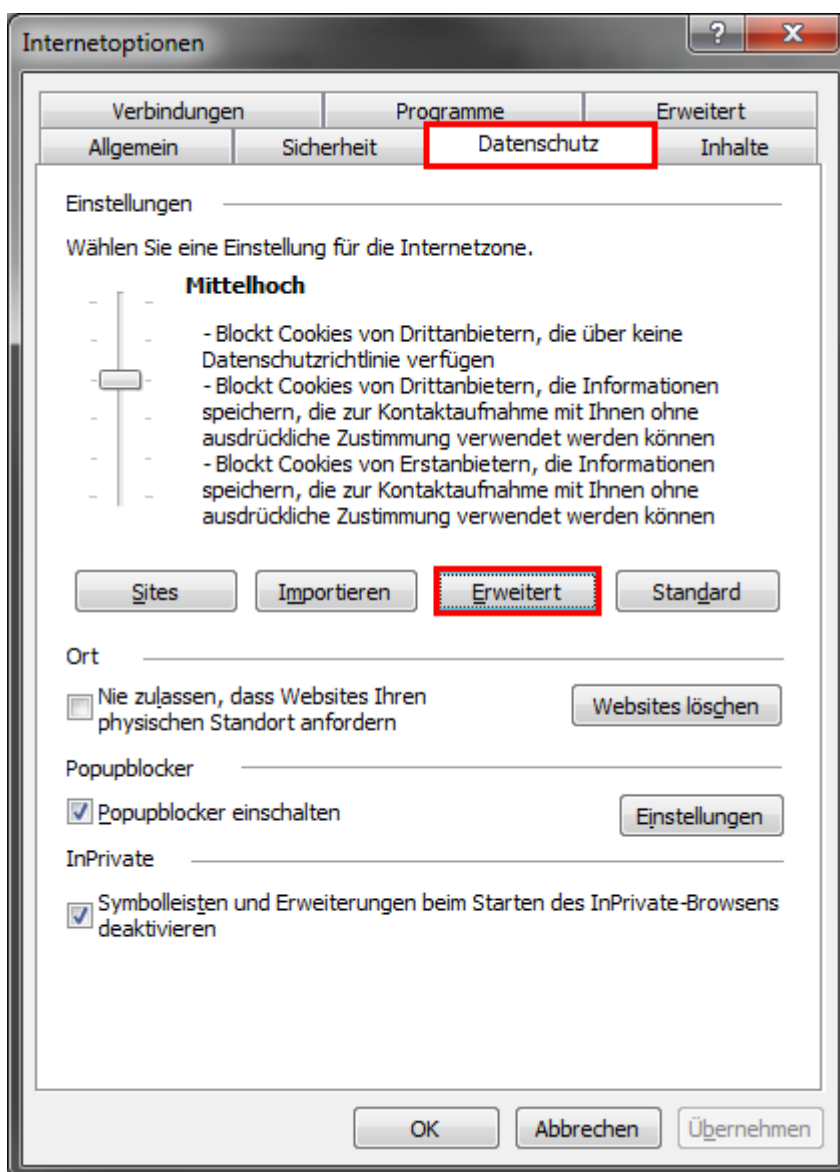 Internetoptionen
Verbindungen Programme Erweitert
Allgemein Sicherheit Datenschutz Inhalte
Einstellungen
Wählen Sie eine Einstellung für die Internetzone.
Mittelhoch
- Blockt Cookies von Drittanbietern, die über keine
Datenschutzrichtlinie verfügen
- Blockt Cookies von Drittanbietern, die Informationen
speichern, die zur Kontaktaufnahme mit Ihnen ohne
ausdrückliche Zustimmung verwendet werden können
- Blockt Cookies von Erstanbietern, die Informationen
speichern, die zur Kontaktaufnahme mit Ihnen ohne
ausdrückliche Zustimmung verwendet werden können
Sites Importieren Erweitert Standard
Ort
Nie zulassen, dass Websites Ihren
physischen Standort anfordern
Websites löschen
Popupblocker
Popupblocker einschalten Einstellungen
InPrivate
Symbolleisten und Erweiterungen beim Starten des InPrivate-Browsens
deaktivieren
OK Abbrechen Übernehmen